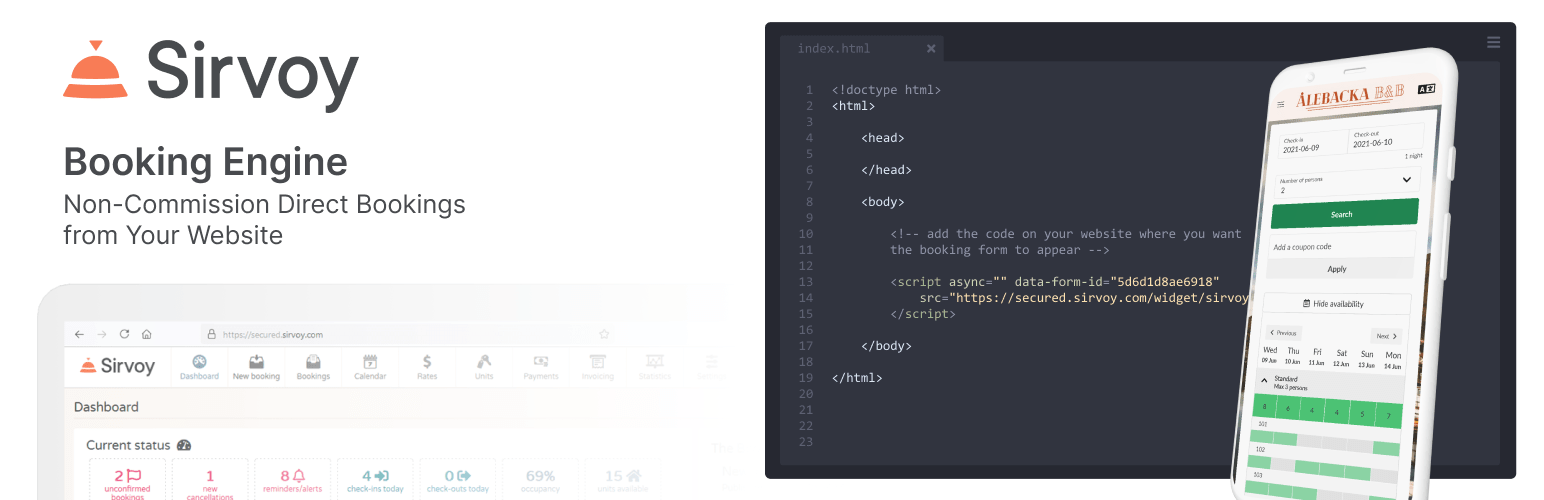 Sirvoy
Booking Engine
Non-Commission Direct Bookings
from Your Website
https://secured.sirvoy.com
Sirvoy
Dashboard
New booking
Bookings
Calendar
Rates
Units
Payments
Invoicing
Statistics
Dashboard
Current status
2
unconfirmed
bookings
1
new
cancellations
8
reminders/alerts
4
check-ins today
0
check-outs today
69%
occupancy
15
units available
index.html
1 <!doctype html>
2 <html>
3
4 <head>
5
6 </head>
7
8 <body>
9
10 <!-- add the code on your website where you want
11 the booking form to appear -->
12
13 <script async="" data-form-id="5d6d1d8ae6918"
14 src="https://secured.sirvoy.com/widget/sirvoy
15 </script>
16
17 </body>
18
19 </html>
20
21
22
23
ÅLEBACKA B&B
Check-in
2021-06-09
Check-out
2021-06-10
1 night
Number of persons
2
Search
Add a coupon code
Apply
Hide availability
Previous
Next
Wed Thu Fri Sat Sun Mon
09 Jun 10 Jun 11 Jun 12 Jun 13 Jun 14 Jun
Standard
Max 3 persons
8 6 4 4 5 7
101
102
103